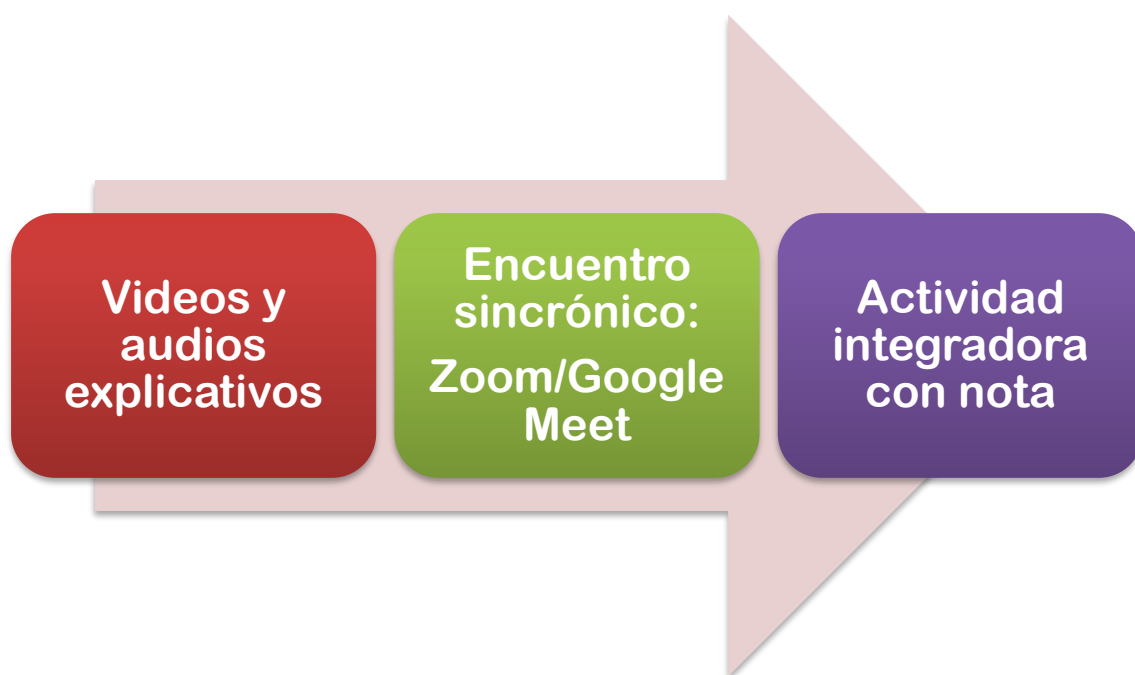 Videos y
audios
explicativos
Encuentro
sincrónico:
Zoom/Google
Meet
Actividad
integradora
con nota